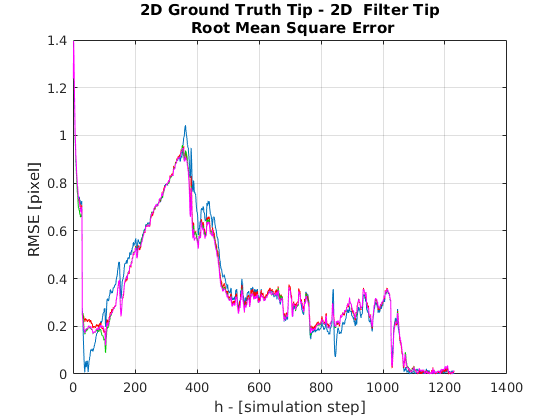 2D Ground Truth Tip - 2D  Filter Tip
Root Mean Square Error
1.4
1.2
1
0.8
0.6
0.4
0.2
0
RMSE [pixel]
0 200 400 600 800 1000 1200 1400
h - [simulation step]